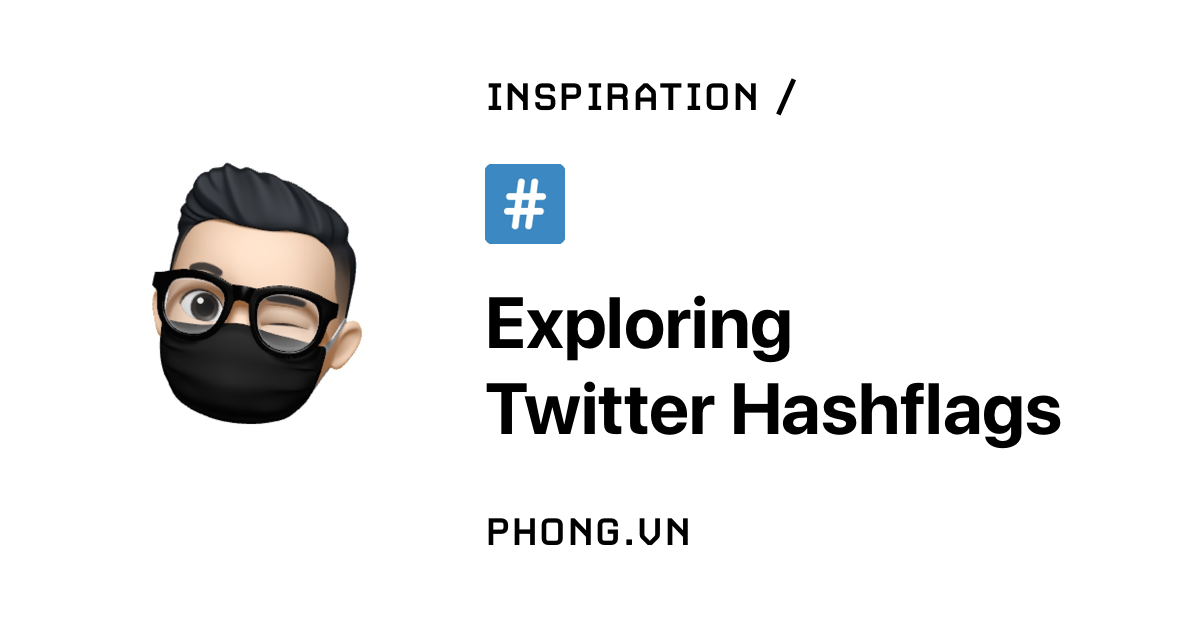 INSPIRATION /
#
Exploring
Twitter Hashflags
PHONG.VN